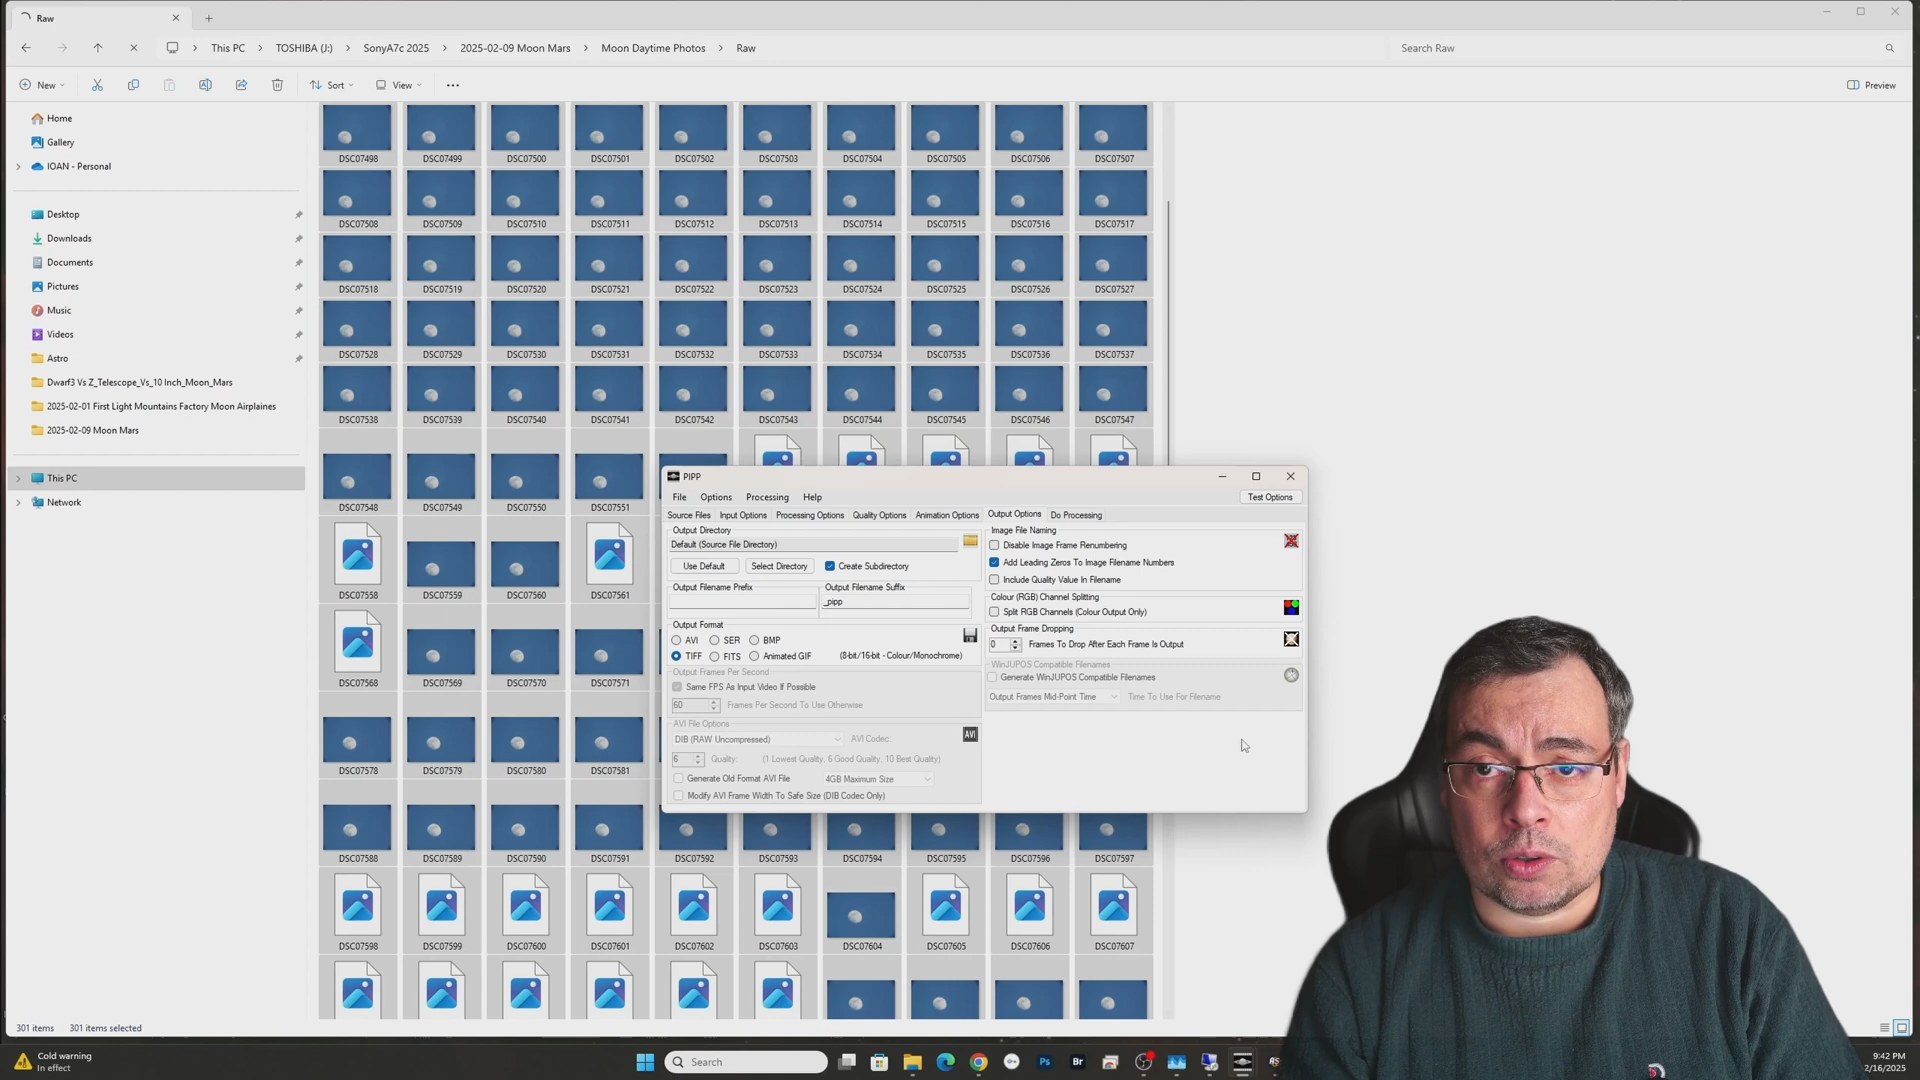 Raw
This PC > TOSHIBA (J:) > SonyA7c 2025 > 2025-02-09 Moon Mars > Moon Daytime Photos > Raw
Search Raw
New
Sort
View
Preview
Home
Gallery
IOAN - Personal
Desktop
Downloads
Documents
Pictures
Music
Videos
Astro
Dwarf3 Vs Z_Telescope_Vs_10 Inch_Moon_Mars
2025-02-01 First Light Mountains Factory Moon Airplaines
2025-02-09 Moon Mars
This PC
Network
DSC07498 DSC07499 DSC07500 DSC07501 DSC07502 DSC07503 DSC07504 DSC07505 DSC07506 DSC07507
DSC07508 DSC07509 DSC07510 DSC07511 DSC07512 DSC07513 DSC07514 DSC07515 DSC07516 DSC07517
DSC07518 DSC07519 DSC07520 DSC07521 DSC07522 DSC07523 DSC07524 DSC07525 DSC07526 DSC07527
DSC07528 DSC07529 DSC07530 DSC07531 DSC07532 DSC07533 DSC07534 DSC07535 DSC07536 DSC07537
DSC07538 DSC07539 DSC07540 DSC07541 DSC07542 DSC07543 DSC07544 DSC07545 DSC07546 DSC07547
DSC07548 DSC07549 DSC07550 DSC07551
DSC07558 DSC07559 DSC07560 DSC07561
DSC07568 DSC07569 DSC07570 DSC07571
DSC07578 DSC07579 DSC07580 DSC07581
DSC07588 DSC07589 DSC07590 DSC07591 DSC07592 DSC07593 DSC07594 DSC07595 DSC07596 DSC07597
DSC07598 DSC07599 DSC07600 DSC07601 DSC07602 DSC07603 DSC07604 DSC07605 DSC07606 DSC07607
PIPP
File Options Processing Help
Test Options
Source Files Input Options Processing Options Quality Options Animation Options Output Options Do Processing
Output Directory
Default (Source File Directory)
Use Default Select Directory Create Subdirectory
Output Filename Prefix Output Filename Suffix
_pipp
Output Format
AVI SER BMP
TIFF FITS Animated GIF (8-bit/16-bit - Colour/Monochrome)
Output Frames Per Second
Same FPS As Input Video If Possible
60 Frames Per Second To Use Otherwise
AVI File Options
DIB (RAW Uncompressed) AVI Codec:
AVI
6 Quality: (1 Lowest Quality, 6 Good Quality, 10 Best Quality)
Generate Old Format AVI File 4GB Maximum Size
Modify AVI Frame Width To Safe Size (DIB Codec Only)
Image File Naming
Disable Image Frame Renumbering
Add Leading Zeros To Image Filename Numbers
Include Quality Value In Filename
Colour (RGB) Channel Splitting
Split RGB Channels (Colour Output Only)
Output Frame Dropping
0 Frames To Drop After Each Frame Is Output
WinJUPOS Compatible Filenames
Generate WinJUPOS Compatible Filenames
Output Frames Mid-Point Time Time To Use For Filename
301 items 301 items selected
Cold warning
In effect
Search
Ps
Br
9:42 PM
2/16/2025